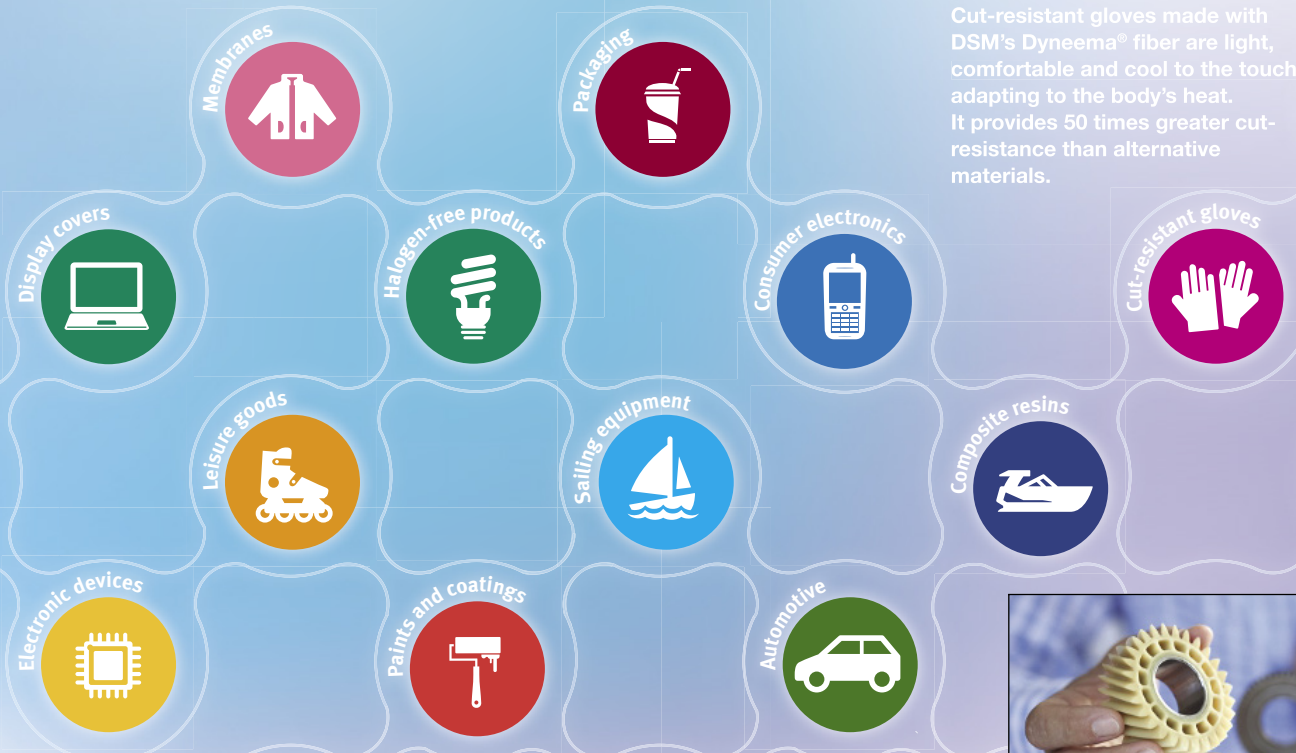 Cut-resistant gloves made with
DSM's Dyneema® fiber are light,
comfortable and cool to the touch
adapting to the body's heat.
It provides 50 times greater cut-
resistance than alternative
materials.
Membranes
Packaging
Display covers
Halogen-free products
Consumer electronics
Cut-resistant gloves
Leisure goods
Sailing equipment
Composite resins
Electronic devices
Paints and coatings
Automotive